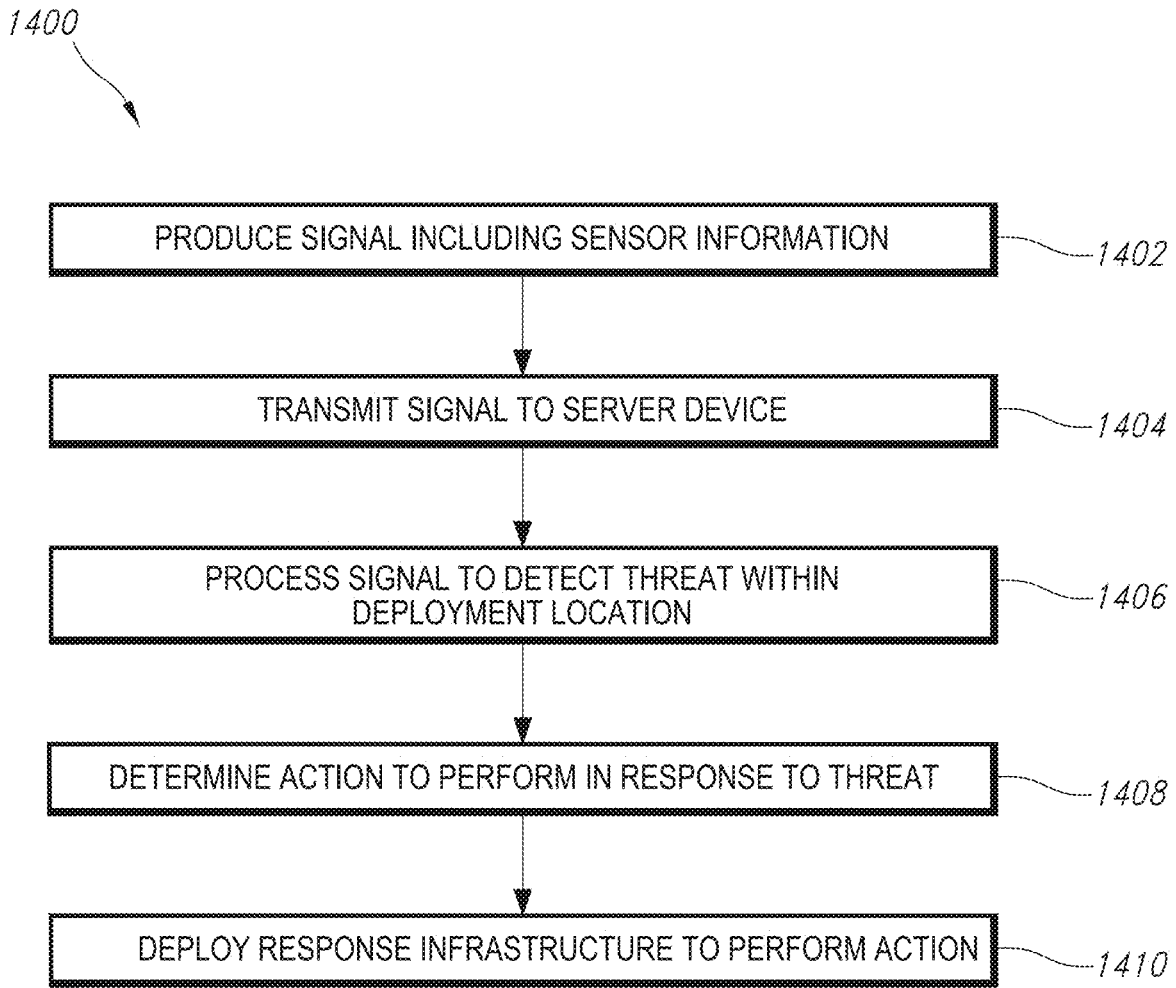 1400
PRODUCE SIGNAL INCLUDING SENSOR INFORMATION
1402
TRANSMIT SIGNAL TO SERVER DEVICE
1404
PROCESS SIGNAL TO DETECT THREAT WITHIN
DEPLOYMENT LOCATION
1406
DETERMINE ACTION TO PERFORM IN RESPONSE TO THREAT
1408
DEPLOY RESPONSE INFRASTRUCTURE TO PERFORM ACTION
1410